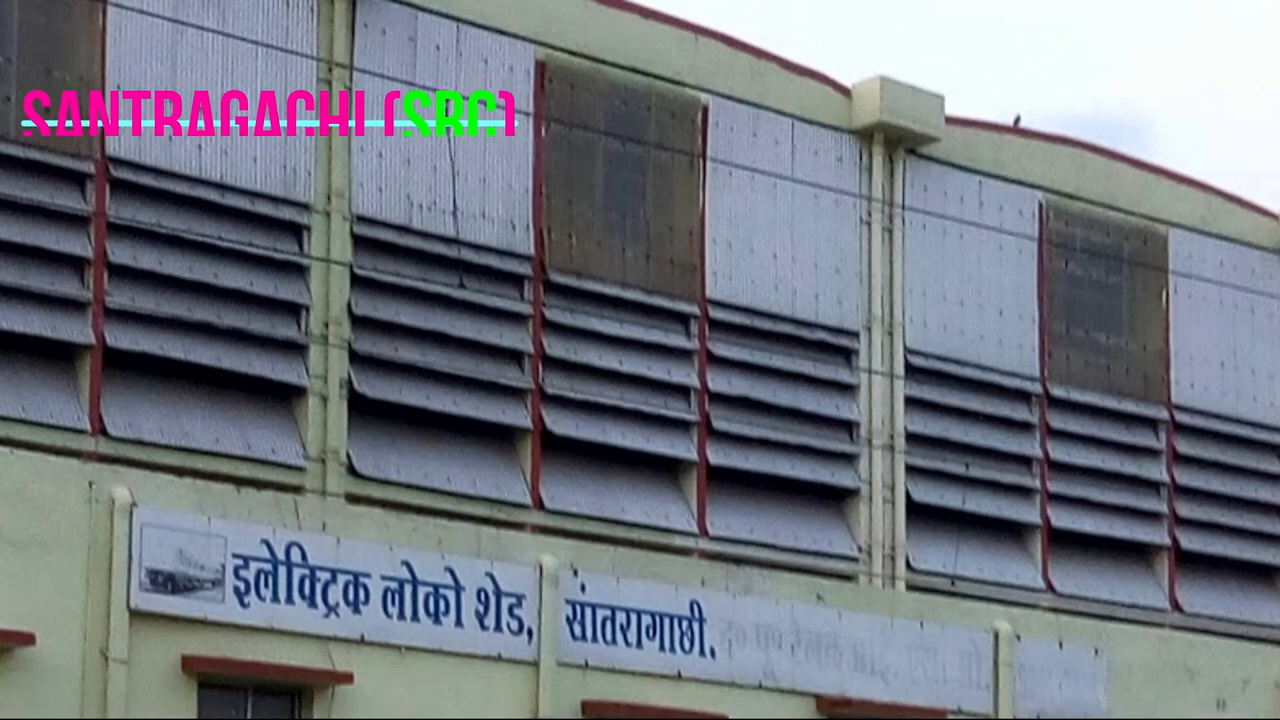 SANTRAGACHI (SRC)
इलेक्ट्रिक लोको शेड, सांतरागाछी.